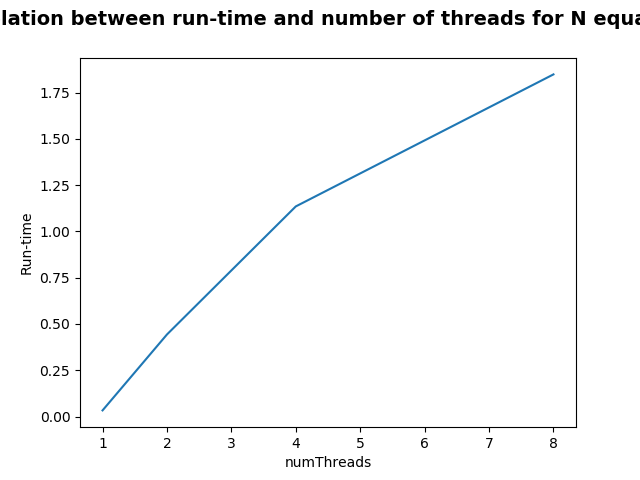 lation between run-time and number of threads for N equa
1.75
1.50
1.25
1.00
0.75
0.50
0.25
0.00
Run-time
1 2 3 4 5 6 7 8
numThreads